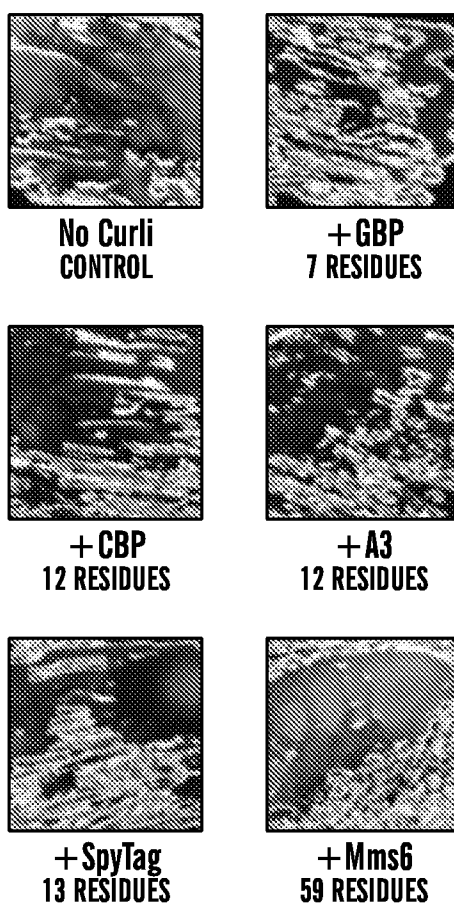 No Curli
CONTROL
+GBP
7 RESIDUES
+CBP
12 RESIDUES
+A3
12 RESIDUES
+SpyTag
13 RESIDUES
+Mms6
59 RESIDUES